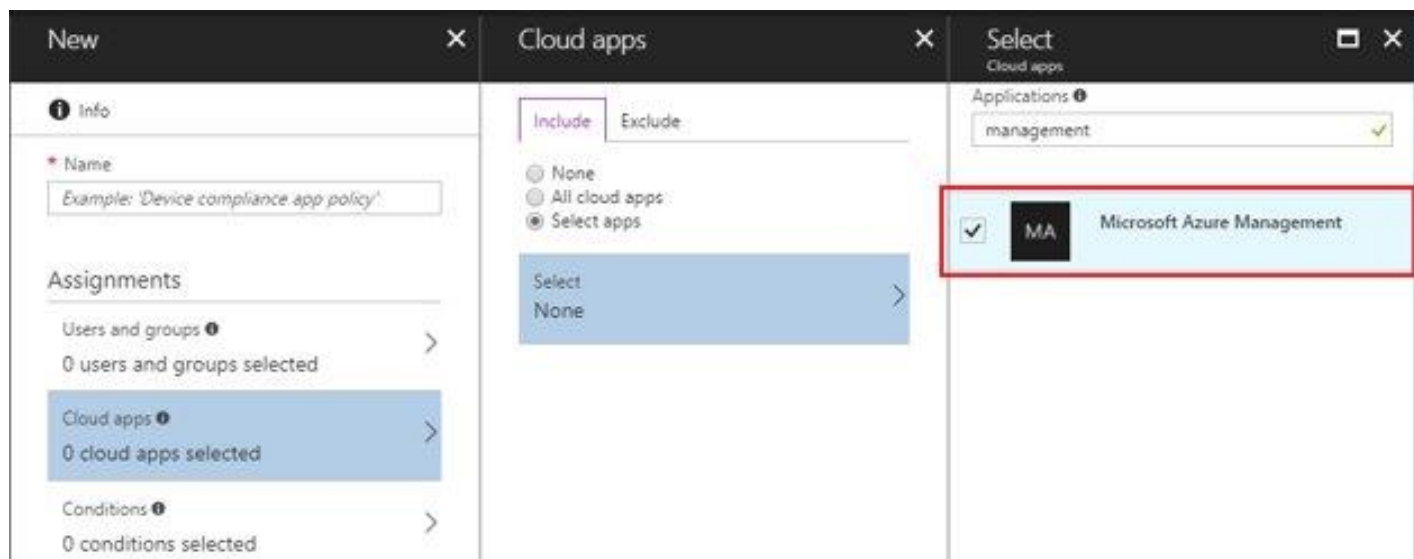 New
Info
* Name
Example: 'Device compliance app policy'
Assignments
Users and groups
0 users and groups selected
Cloud apps
0 cloud apps selected
Conditions
0 conditions selected
Cloud apps
Include Exclude
None
All cloud apps
Select apps
Select
None
Select
Cloud apps
Applications
management
MA Microsoft Azure Management